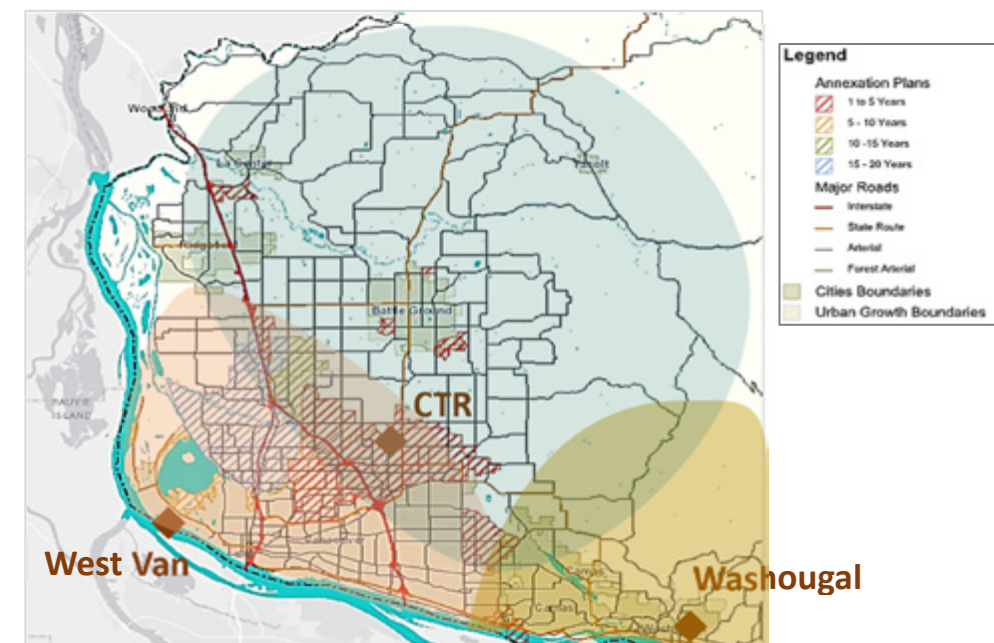 Legend
Annexation Plans
1 to 5 Years
5 - 10 Years
10 -15 Years
15 - 20 Years
Major Roads
Interstate
State Route
Arterial
Forest Arterial
Cities Boundaries
Urban Growth Boundaries
La Center
Yacolt
Battle Ground
SAUVIE
ISLAND
CTR
West Van
Washougal
Camas